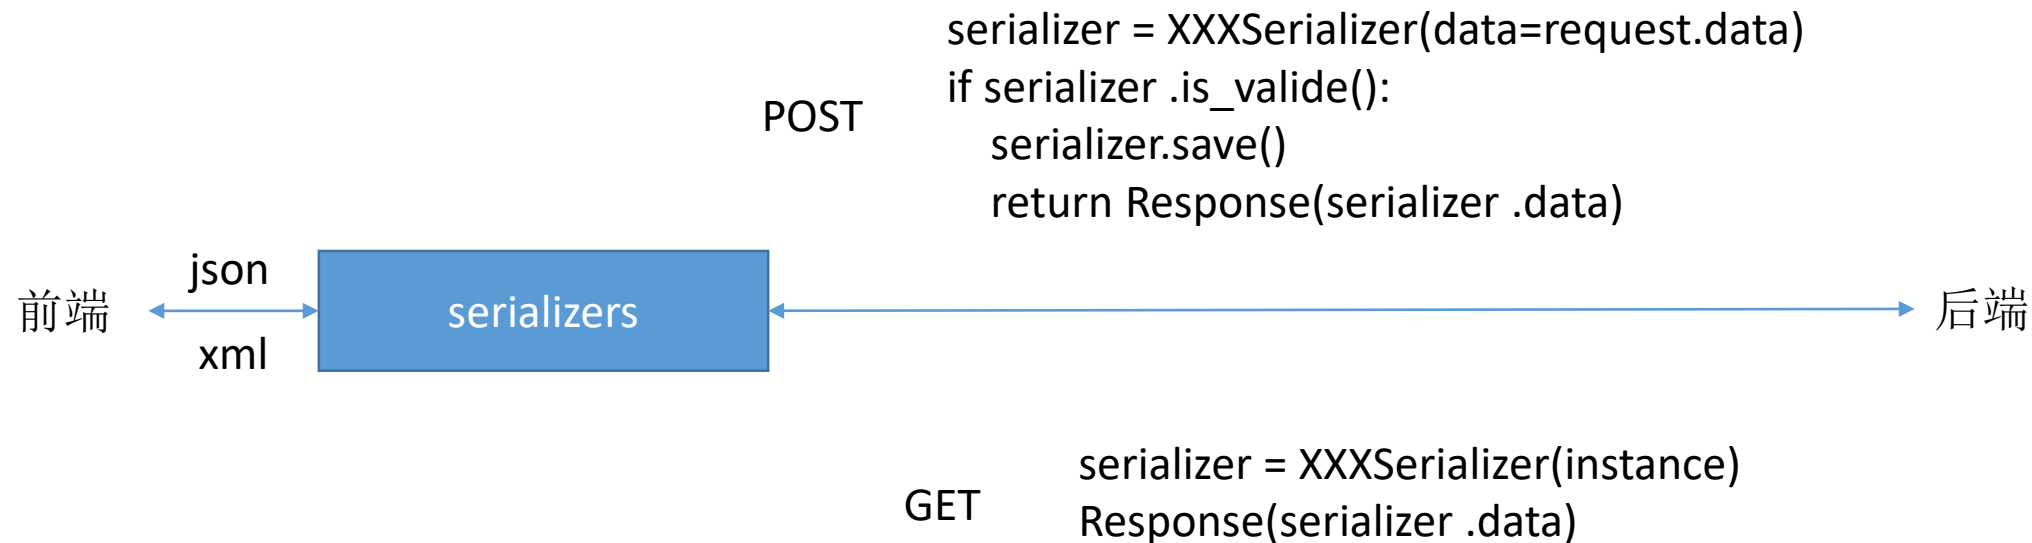 serializer = XXXSerializer(data=request.data)
if serializer .is_valide():
POST
serializer.save()
return Response(serializer .data)
json
前端
serializers
后端
xml
serializer = XXXSerializer(instance)
GET
Response(serializer .data)